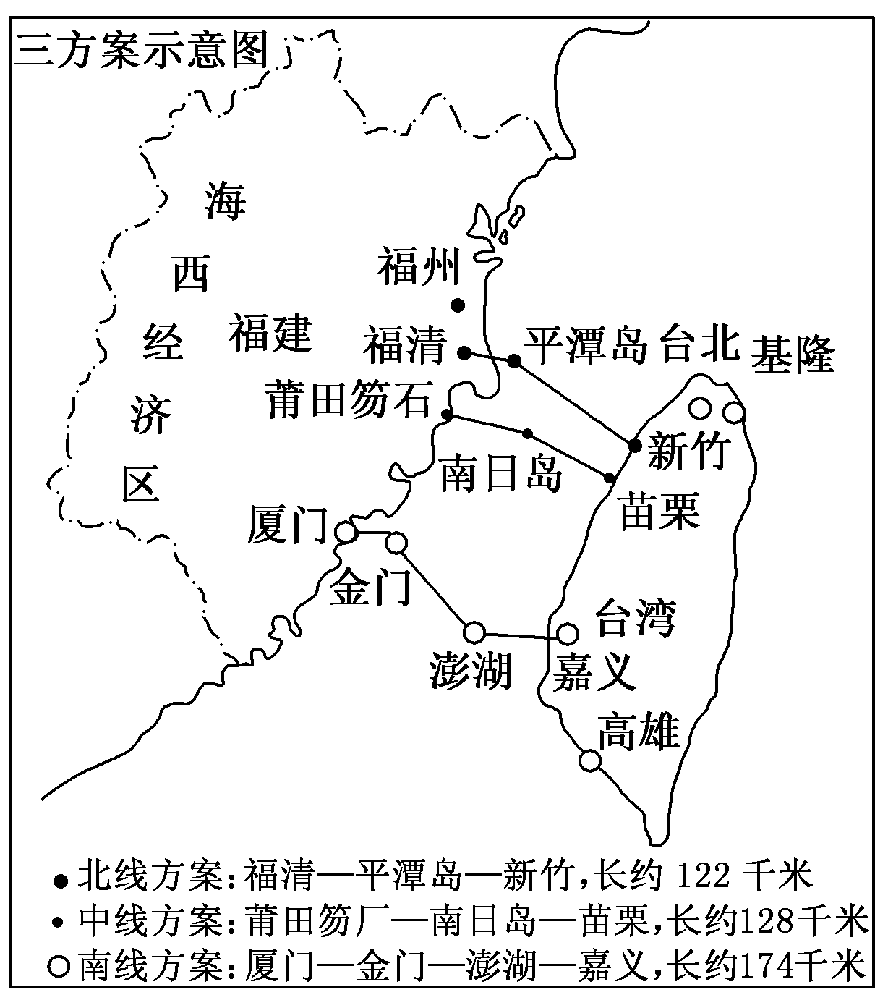 三方案示意图
海
西
经
济
区
福建
福州
福清
平潭岛
台北
基隆
莆田笏石
南日岛
新竹
苗栗
厦门
金门
澎湖
嘉义
台湾
高雄
北线方案:福清—平潭岛—新竹,长约 122 千米
中线方案:莆田笏厂—南日岛—苗栗,长约128千米
南线方案:厦门—金门—澎湖—嘉义,长约174千米